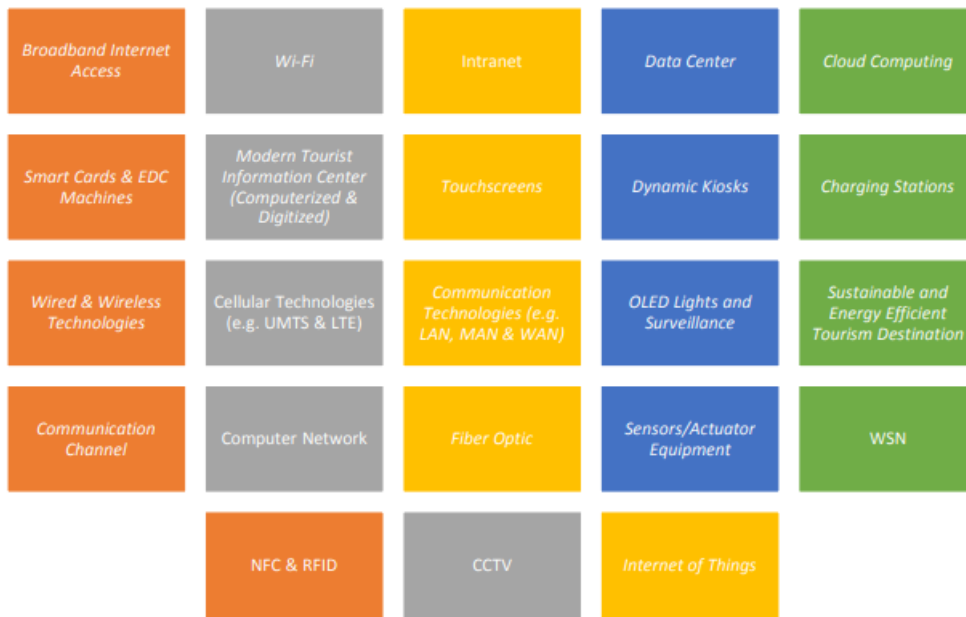 Broadband Internet
Access
Wi-Fi
Intranet
Data Center
Cloud Computing
Smart Cards & EDC
Machines
Modern Tourist
Information Center
(Computerized &
Digitized)
Touchscreens
Dynamic Kiosks
Charging Stations
Wired & Wireless
Technologies
Cellular Technologies
(e.g. UMTS & LTE)
Communication
Technologies (e.g.
LAN, MAN & WAN)
OLED Lights and
Surveillance
Sustainable and
Energy Efficient
Tourism Destination
Communication
Channel
Computer Network
Fiber Optic
Sensors/Actuator
Equipment
WSN
NFC & RFID
CCTV
Internet of Things